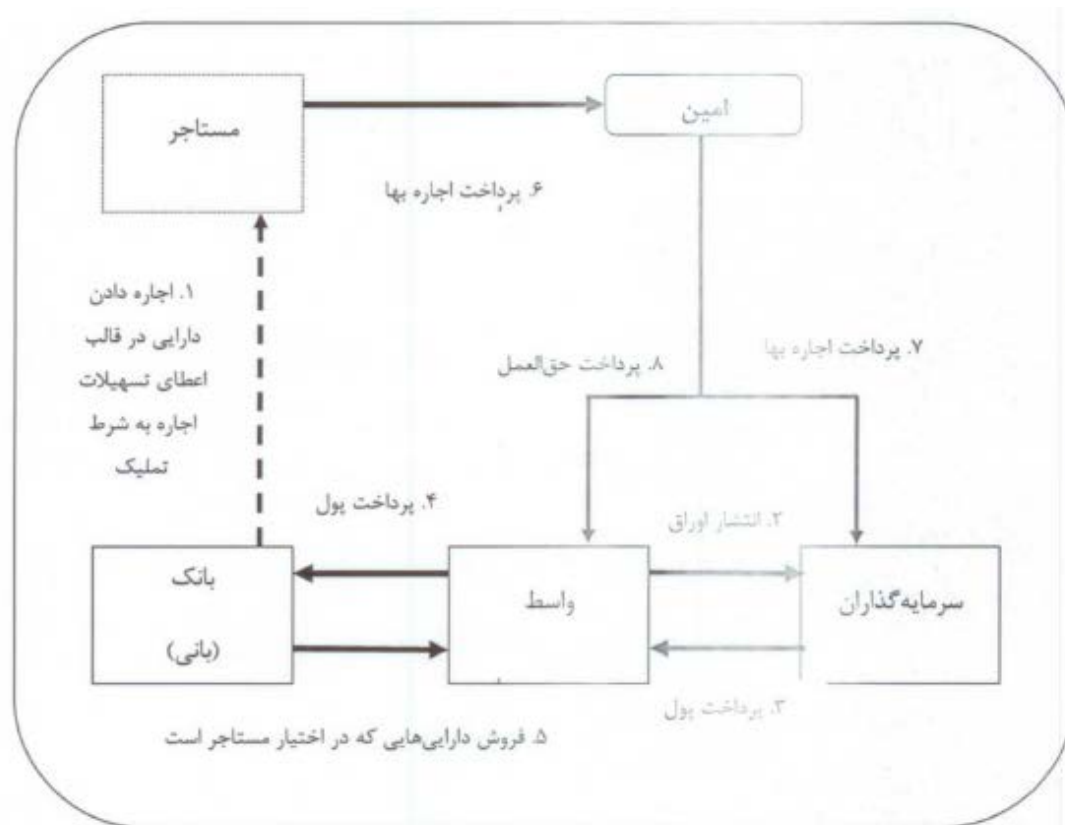 مستاجر
امین
۶. پرداخت اجاره بها
۱. اجاره دادن
دارایی در قالب
اعطای تسهیلات
اجاره به شرط
تملیک
۷. پرداخت اجاره بها
۸. پرداخت حق‌العمل
۴. پرداخت پول
۲. انتشار اوراق
بانک
(بانی)
واسط
سرمایه‌گذاران
۳. پرداخت پول
۵. فروش دارایی‌هایی که در اختیار مستاجر است